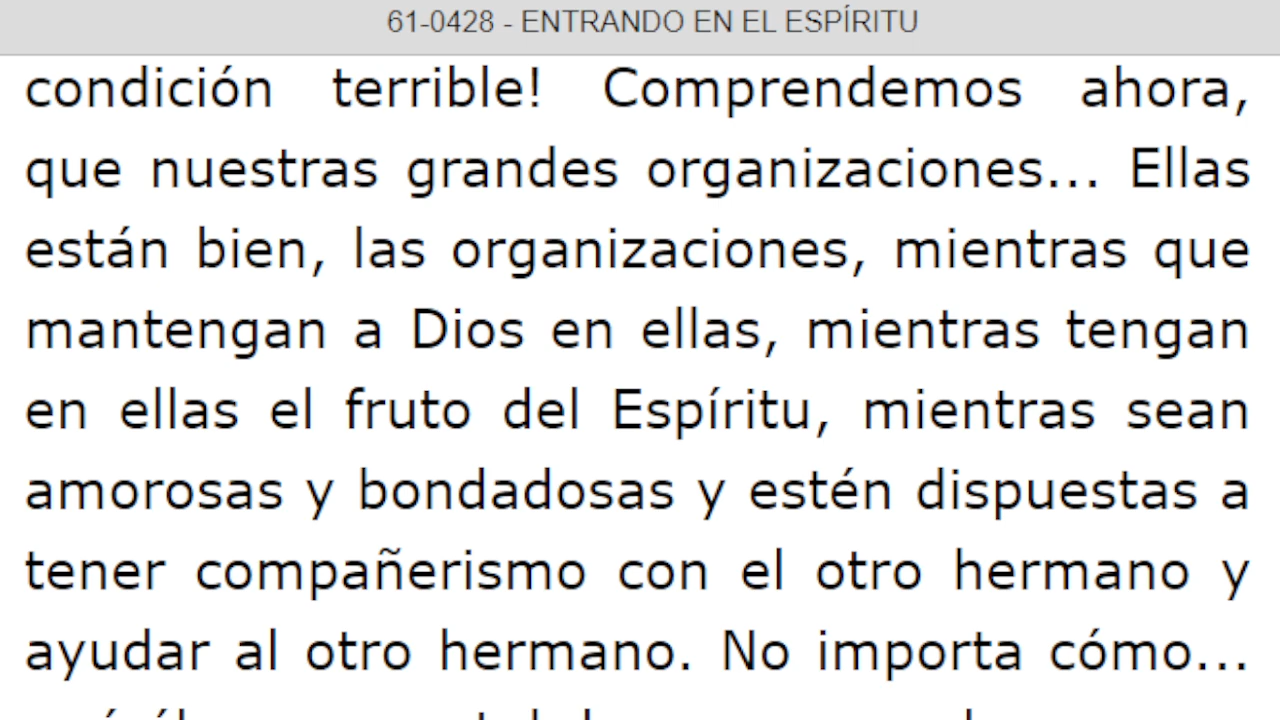 61-0428 - ENTRANDO EN EL ESPÍRITU
condición terrible! Comprendemos ahora,
que nuestras grandes organizaciones... Ellas
están bien, las organizaciones, mientras que
mantengan a Dios en ellas, mientras tengan
en ellas el fruto del Espíritu, mientras sean
amorosas y bondadosas y estén dispuestas a
tener compañerismo con el otro hermano y
ayudar al otro hermano. No importa cómo...